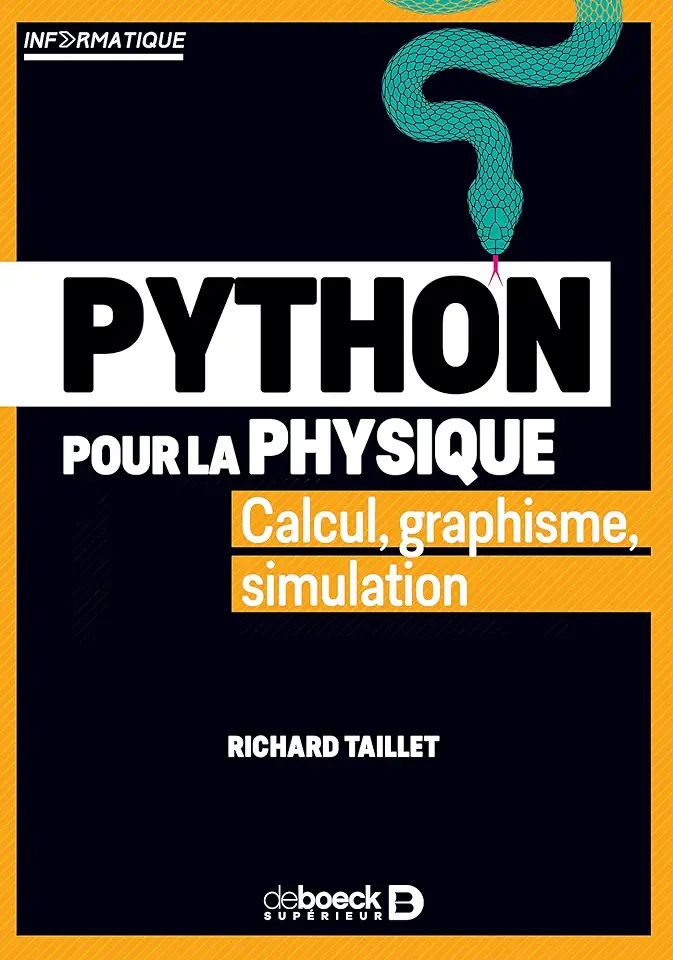 INFORMATIQUE
PYTHON
POUR LA PHYSIQUE
Calcul, graphisme,
simulation
RICHARD TAILLET
deboeck B
SUPÉRIEUR